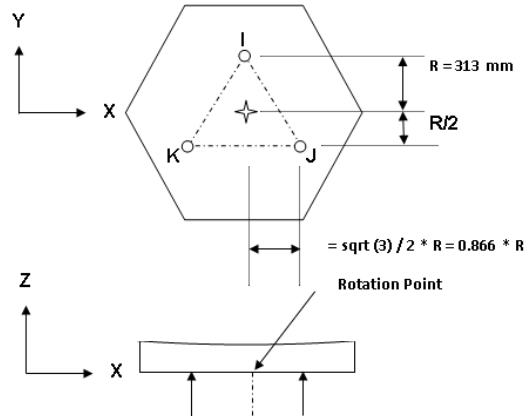 Y
X
I
K
J
R = 313 mm
R/2
= sqrt (3) / 2 * R = 0.866 * R
Rotation Point
Z
X